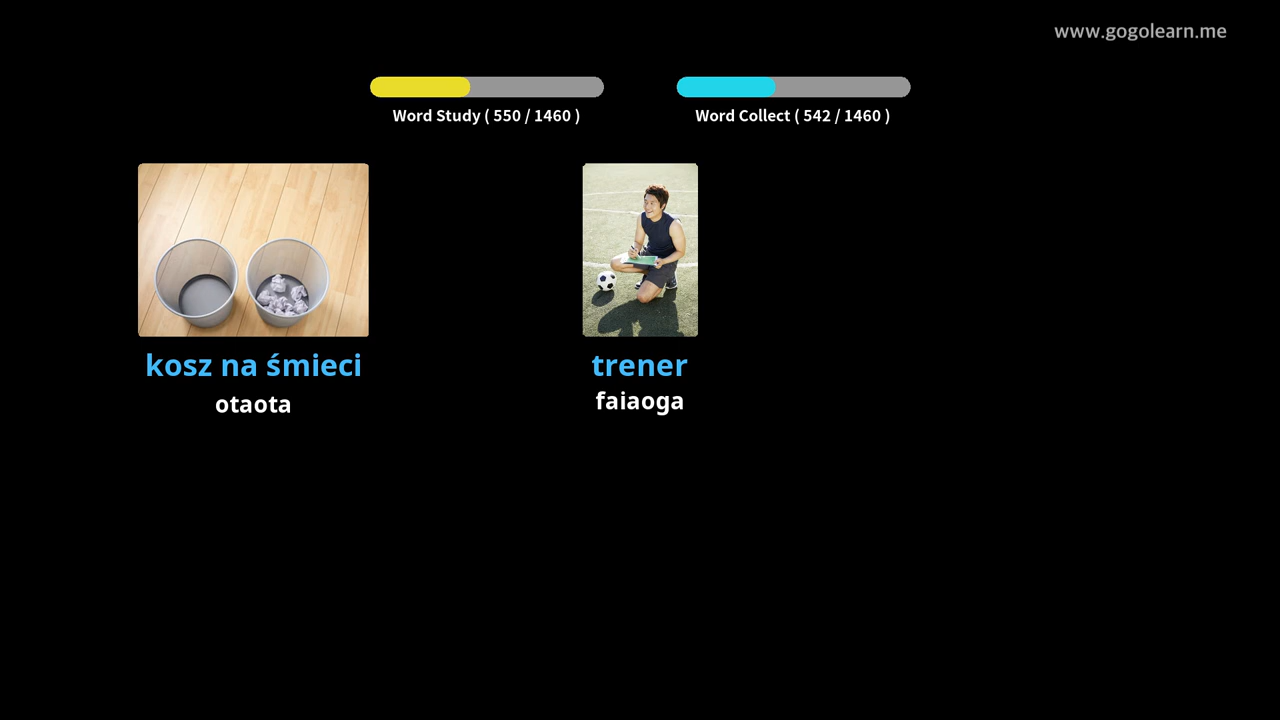 www.gogolearn.me
Word Study ( 550 / 1460 )
Word Collect ( 542 / 1460 )
kosz na śmieci
otaota
trener
faiaoga